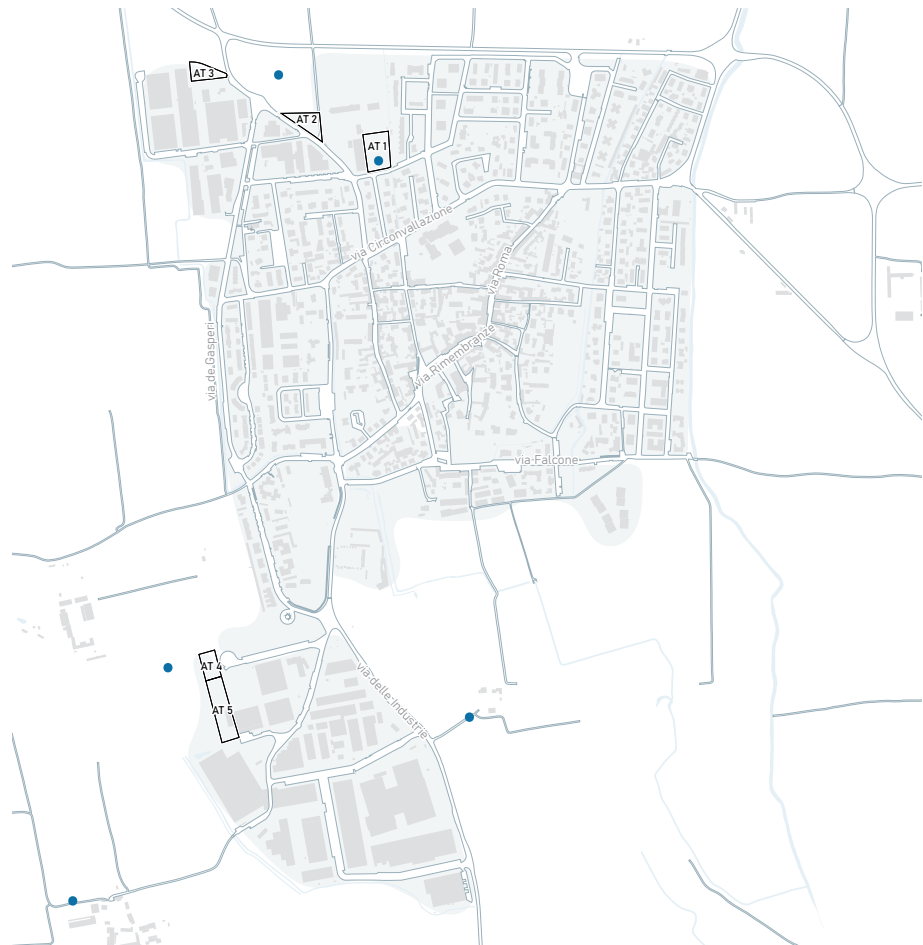 AT 3
AT 2
AT 1
via Circonvallazione
via Roma
via de Gasperi
via Rimembranze
via Falcone
AT 4
AT 5
via delle Industrie